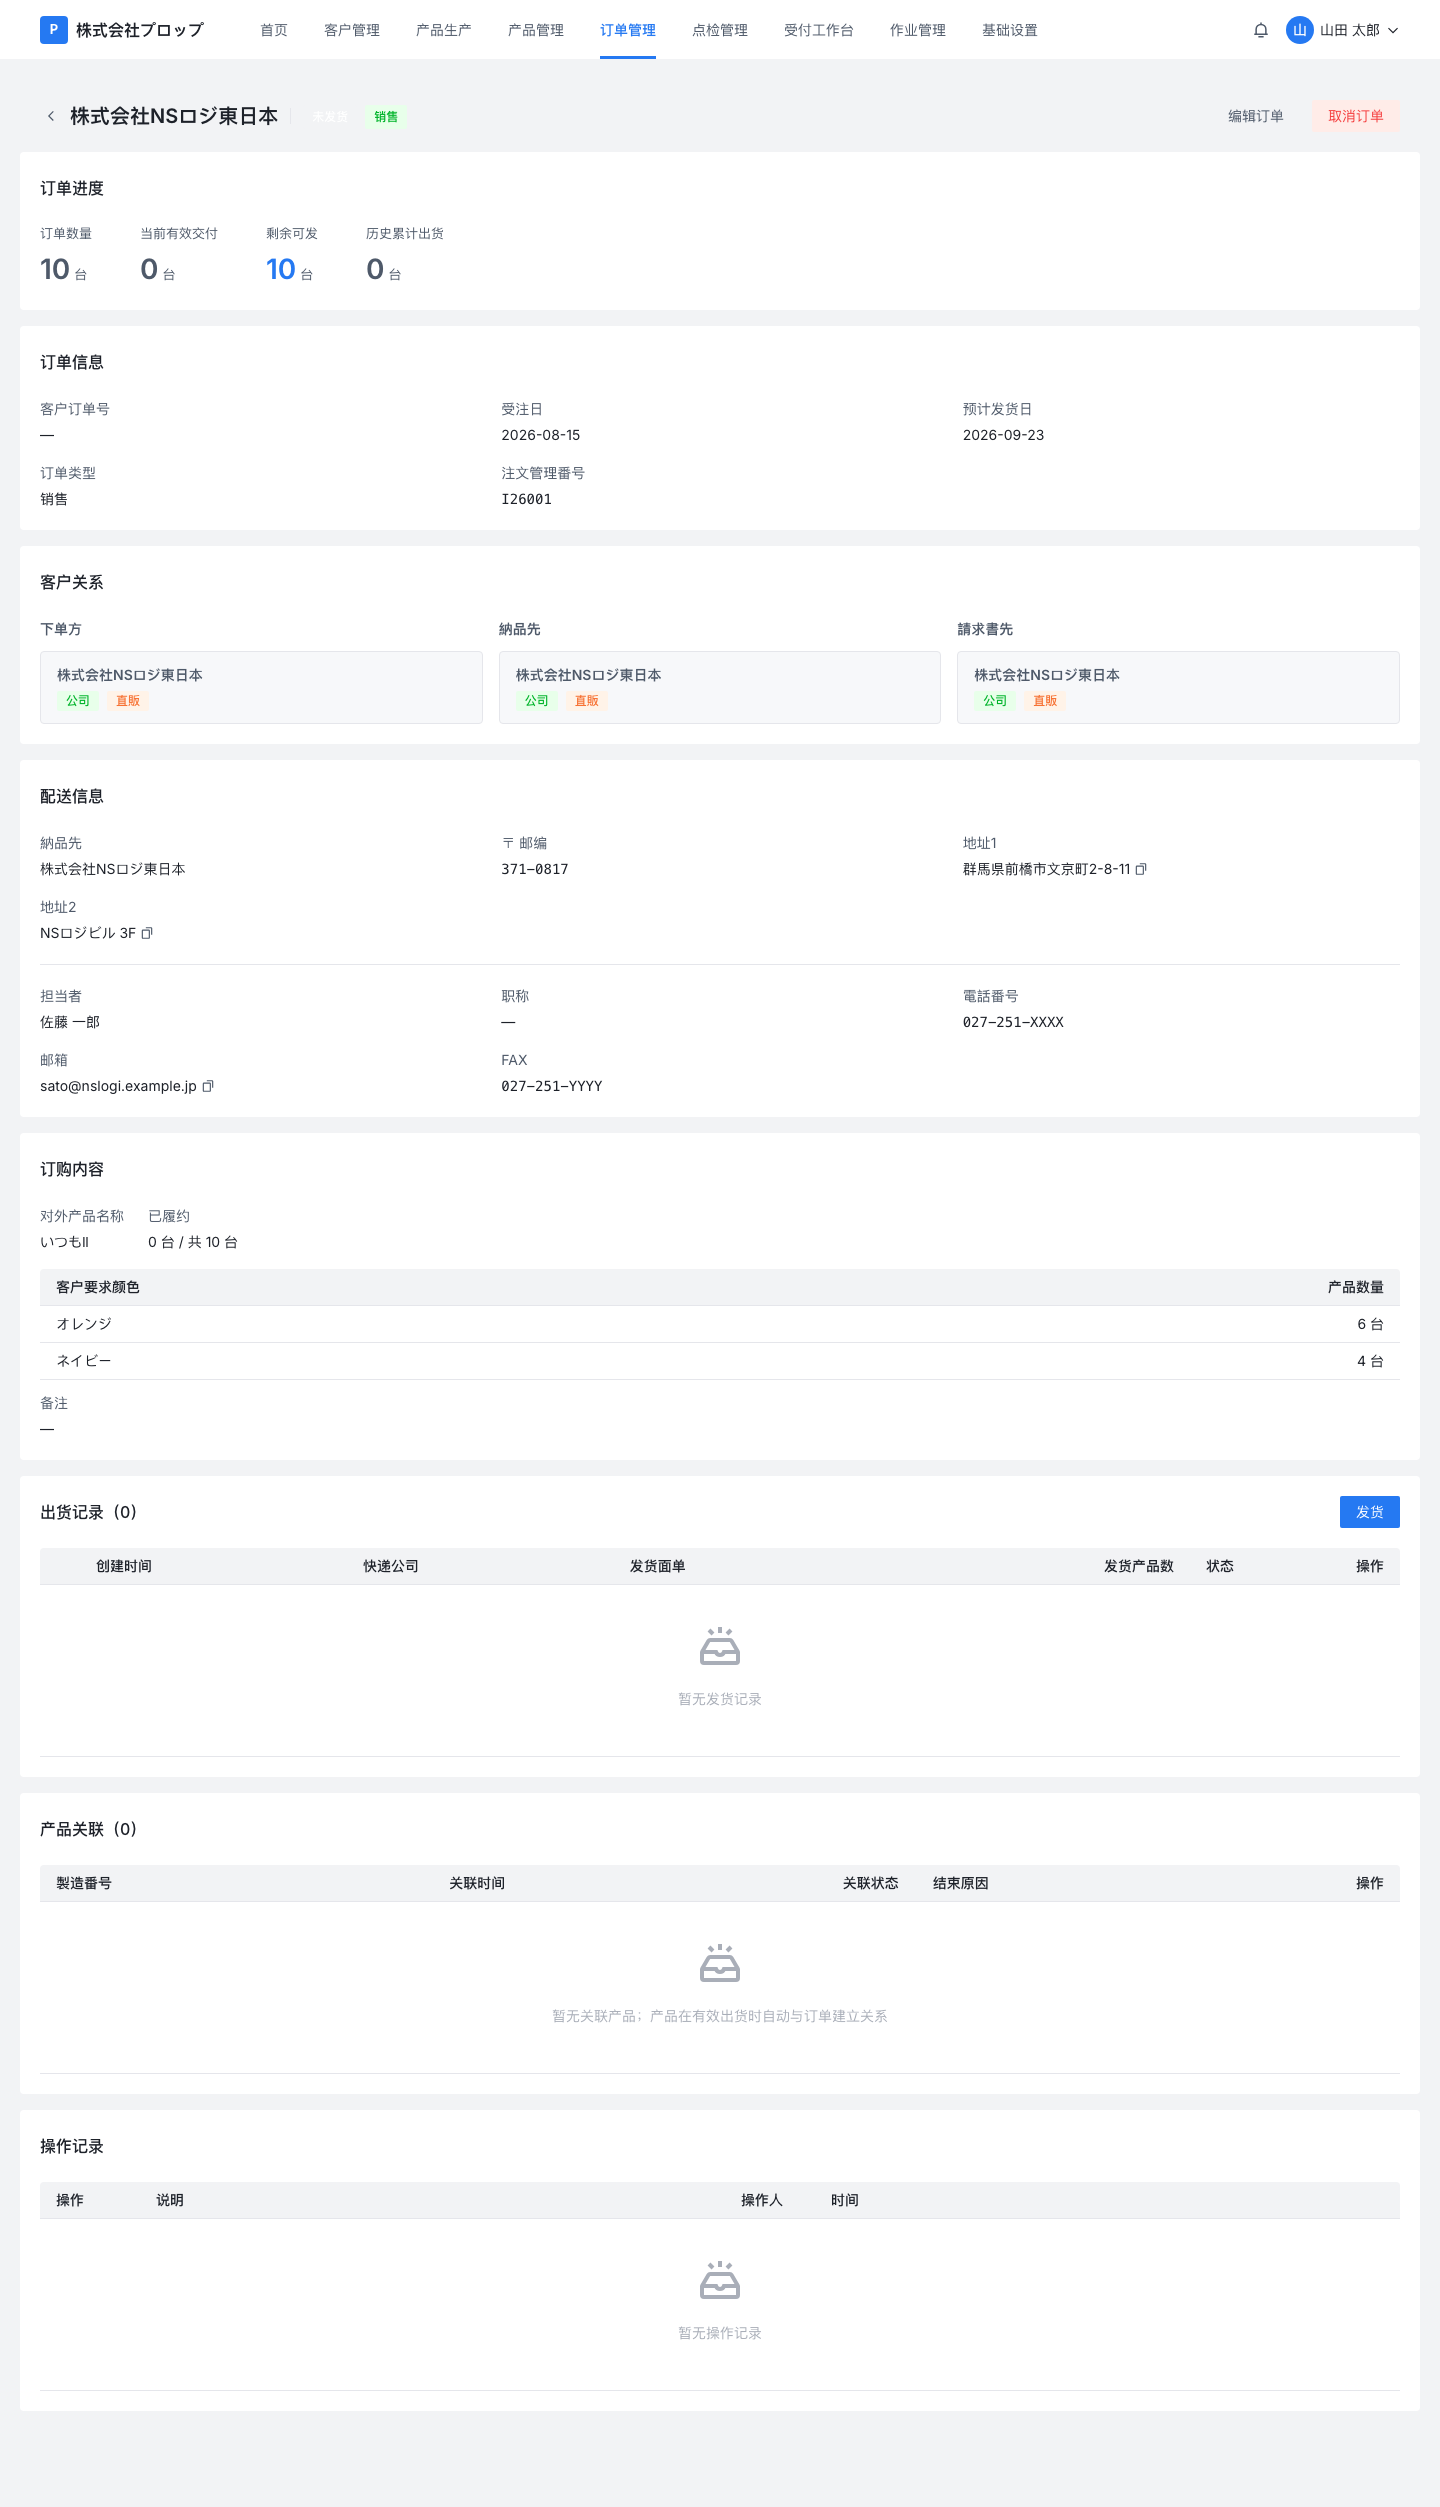 P 株式会社プロップ 首页 客户管理 产品生产 产品管理 订单管理 点检管理 受付工作台 作业管理 基础设置 山 山田 太郎
株式会社NSロジ東日本 未发货 销售 编辑订单 取消订单
订单进度
订单数量 当前有效交付 剩余可发 历史累计出货
10 台 0 台 10 台 0 台
订单信息
客户订单号 受注日 预计发货日
— 2026-08-15 2026-09-23
订单类型 注文管理番号
销售 I26001
客户关系
下单方 納品先 請求書先
株式会社NSロジ東日本 株式会社NSロジ東日本 株式会社NSロジ東日本
公司 直販 公司 直販 公司 直販
配送信息
納品先 〒 邮编 地址1
株式会社NSロジ東日本 371-0817 群馬県前橋市文京町2-8-11
地址2
NSロジビル 3F
担当者 职称 電話番号
佐藤 一郎 — 027-251-XXXX
邮箱 FAX
sato@nslogi.example.jp 027-251-YYYY
订购内容
对外产品名称 已履约
いつもII 0 台 / 共 10 台
客户要求颜色 产品数量
オレンジ 6 台
ネイビー 4 台
备注
—
出货记录（0） 发货
创建时间 快递公司 发货面单 发货产品数 状态 操作
暂无发货记录
产品关联（0）
製造番号 关联时间 关联状态 结束原因 操作
暂无关联产品；产品在有效出货时自动与订单建立关系
操作记录
操作 说明 操作人 时间
暂无操作记录